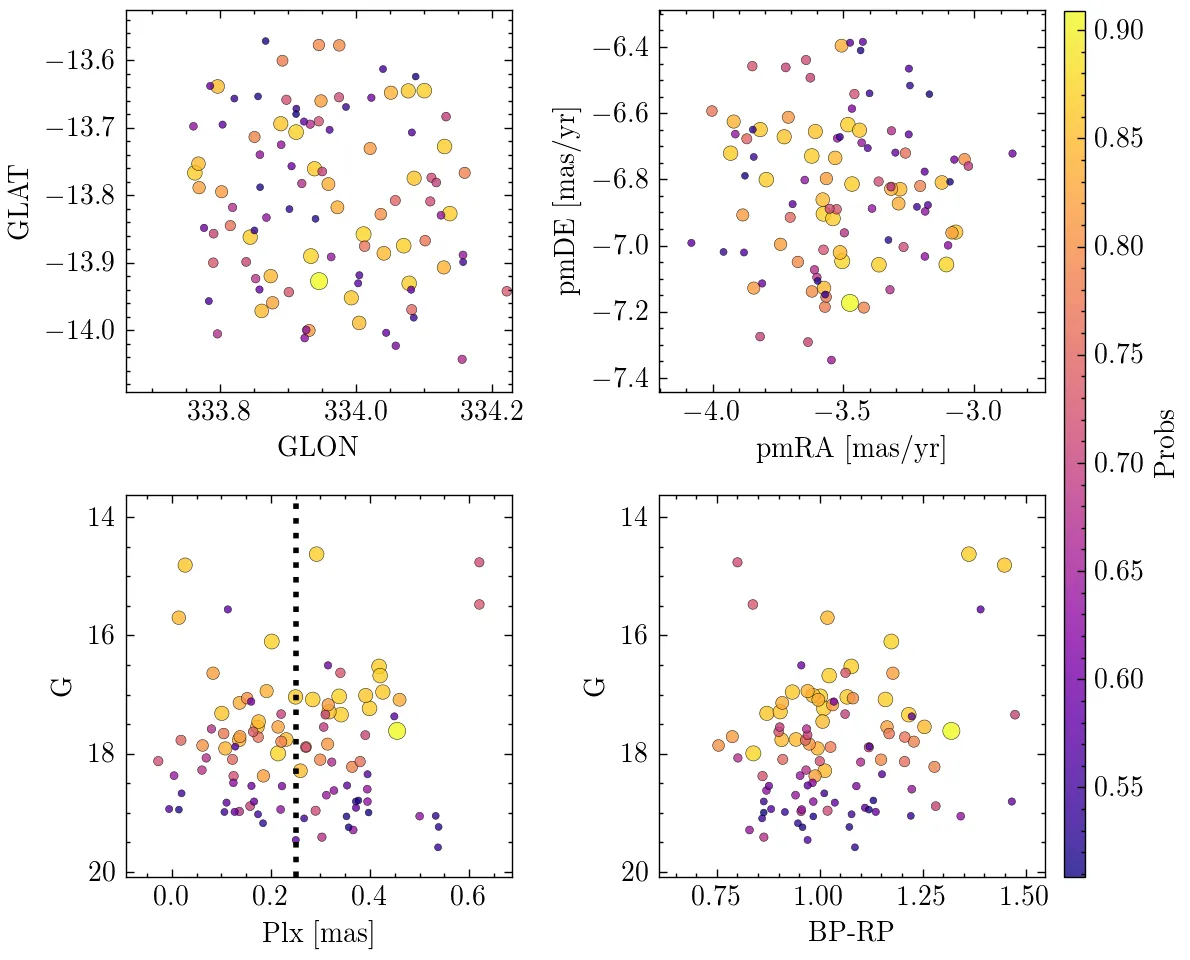 −13.6
−13.7
−13.8
−13.9
−14.0
GLAT
333.8 334.0 334.2
GLON
−6.4
−6.6
−6.8
−7.0
−7.2
−7.4
pmDE [mas/yr]
−4.0 −3.5 −3.0
pmRA [mas/yr]
14
16
18
20
G
0.0 0.2 0.4 0.6
Plx [mas]
14
16
18
20
G
0.75 1.00 1.25 1.50
BP-RP
0.90
0.85
0.80
0.75
0.70
0.65
0.60
0.55
Probs